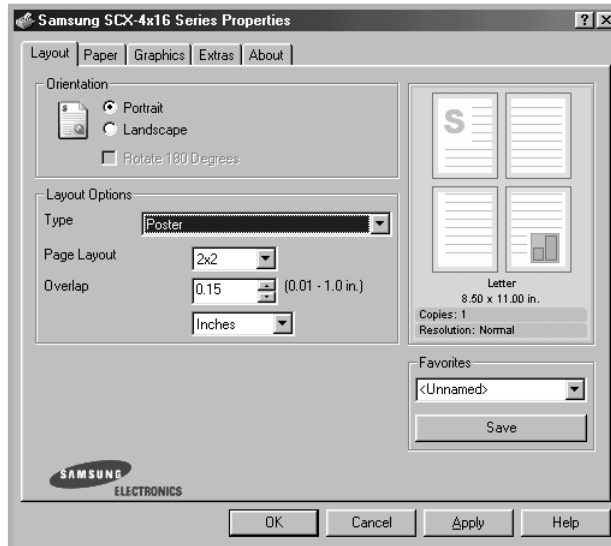 Samsung SCX-4x16 Series Properties
Layout Paper Graphics Extras About
Orientation
S
Portrait
Landscape
Rotate 180 Degrees
Layout Options
Type Poster
Page Layout 2x2
Overlap 0.15 (0.01 - 1.0 in.)
Inches
S
Letter
8.50 x 11.00 in.
Copies: 1
Resolution: Normal
Favorites
<Unnamed>
Save
SAMSUNG
ELECTRONICS
OK Cancel Apply Help